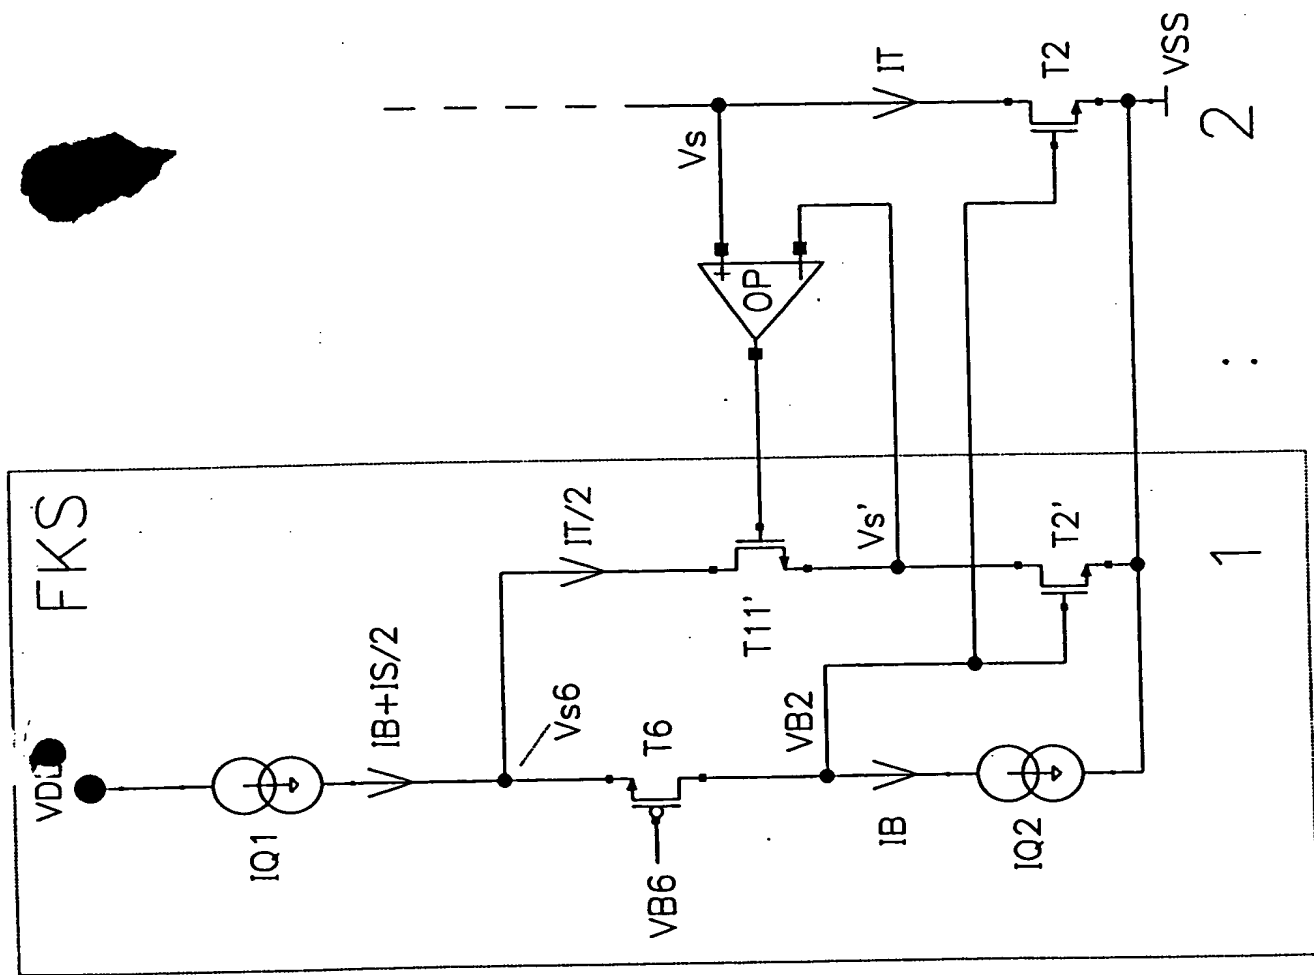 FKS
VDD
IQ1
IB+IS/2
Vs6
IT/2
T6
VB6
T11'
VB2
Vs'
IB
IQ2
T2'
1
OP
+
−
Vs
IT
T2
VSS
2